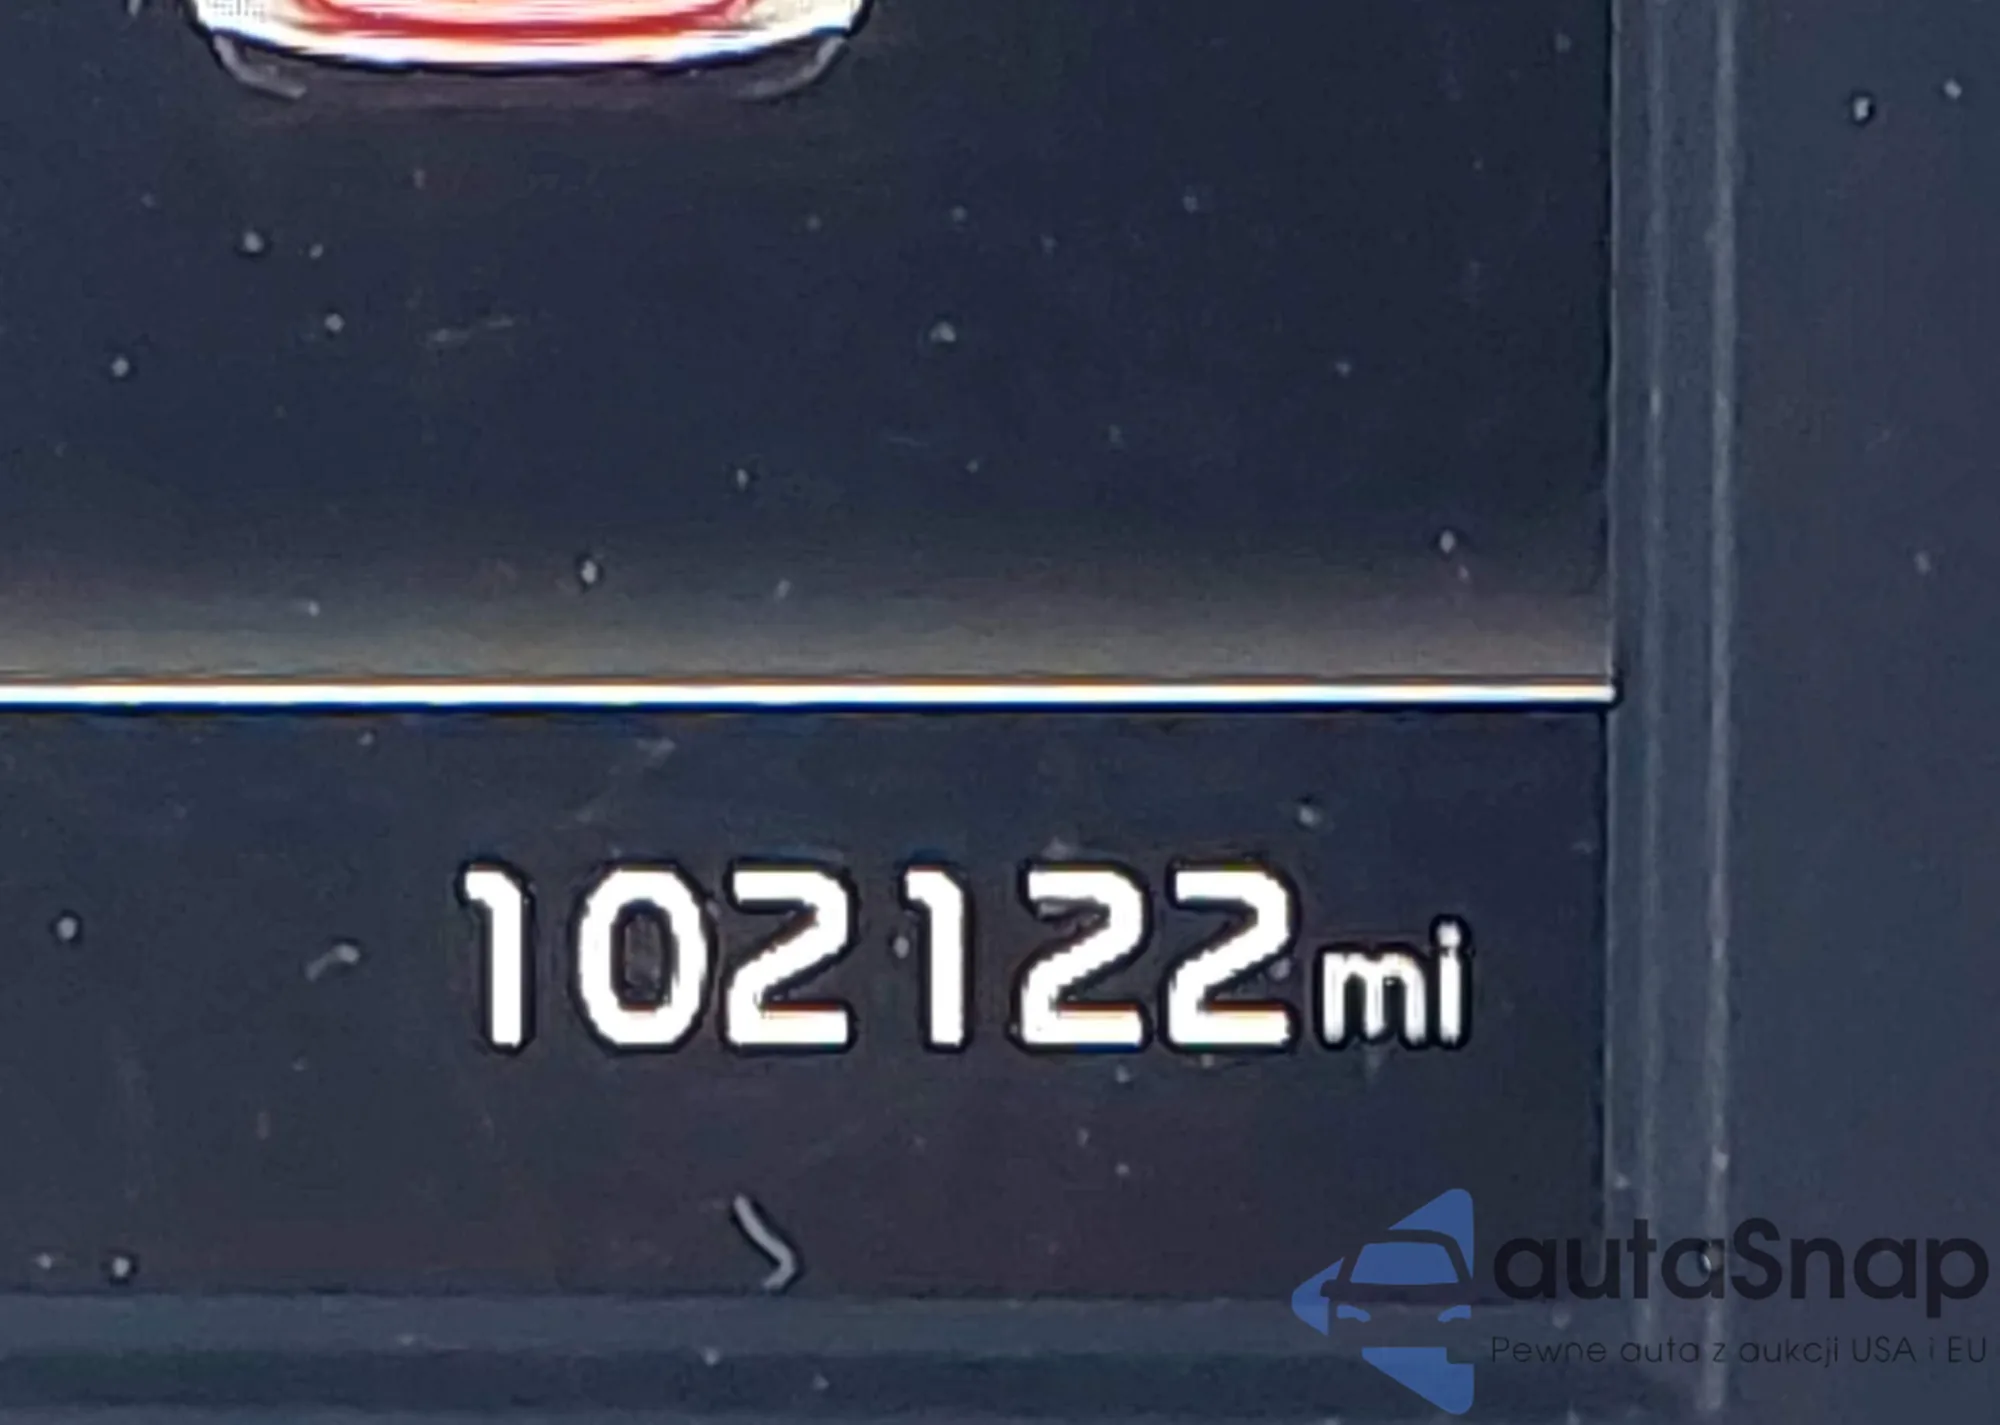 102122mi
autaSnap
Pewne auta z aukcji USA i EU